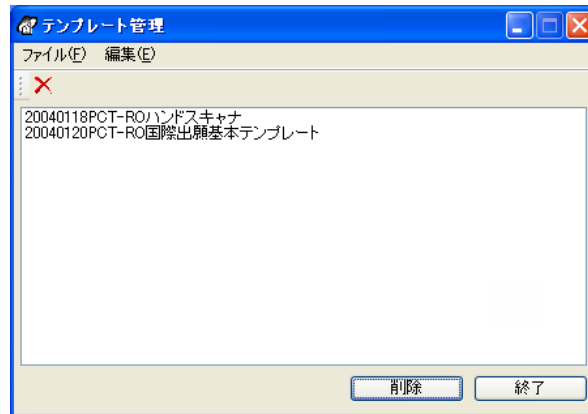 テンプレート管理
ファイル(F) 編集(E)
20040118PCT-ROハンドスキャナ
20040120PCT-RO国際出願基本テンプレート
削除 終了